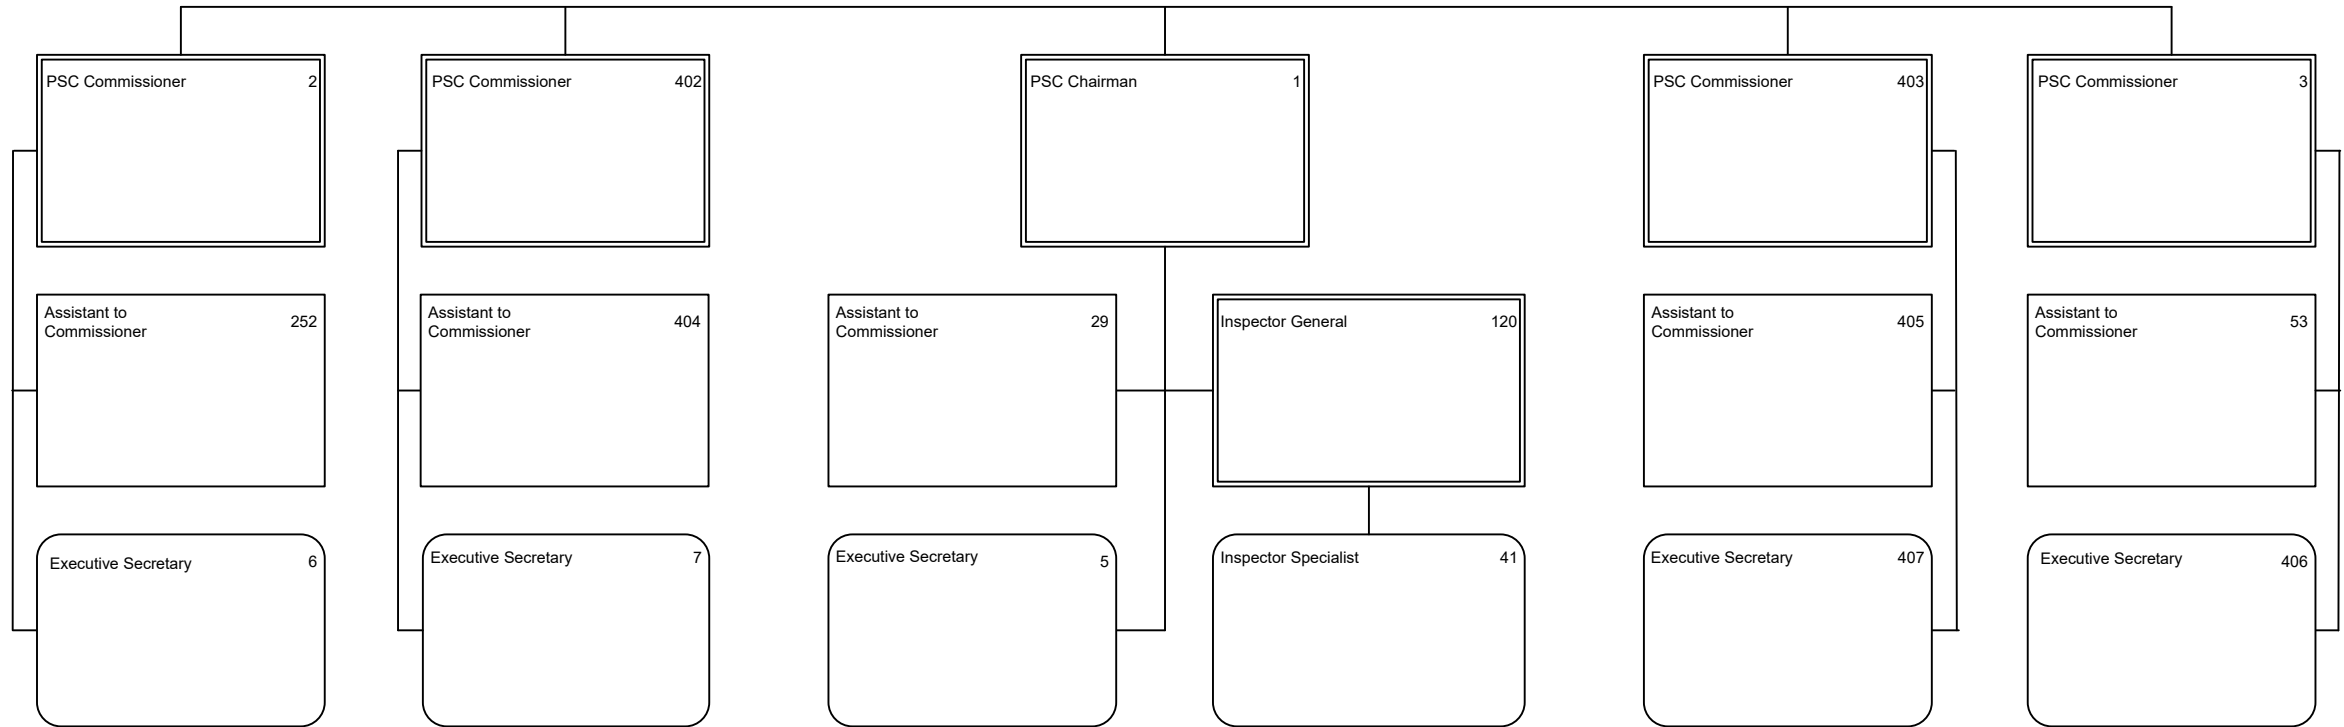 PSC Commissioner 2
PSC Commissioner 402
PSC Chairman 1
PSC Commissioner 403
PSC Commissioner 3
Assistant to
Commissioner 252
Assistant to
Commissioner 404
Assistant to
Commissioner 29
Inspector General 120
Assistant to
Commissioner 405
Assistant to
Commissioner 53
Executive Secretary 6
Executive Secretary 7
Executive Secretary 5
Inspector Specialist 41
Executive Secretary 407
Executive Secretary 406